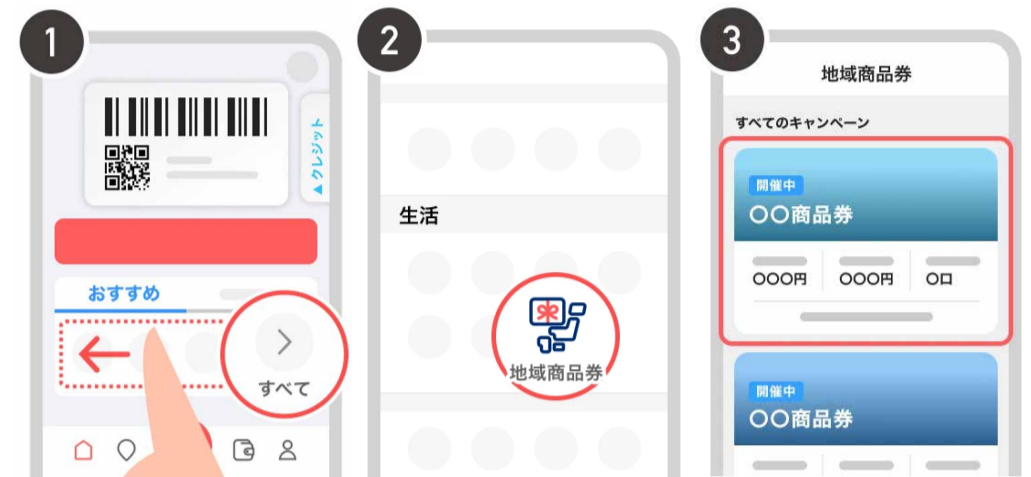 1
▲クレジット
おすすめ
すべて
2
生活
地域商品券
3
地域商品券
すべてのキャンペーン
開催中
〇〇商品券
〇〇〇円
〇〇〇円
〇口
開催中
〇〇商品券